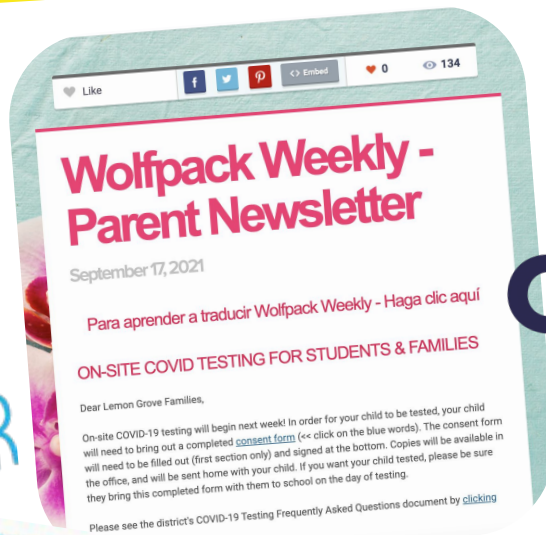 Like
f
<> Embed
0
134
Wolfpack Weekly -
Parent Newsletter
September 17, 2021
Para aprender a traducir Wolfpack Weekly - Haga clic aquí
ON-SITE COVID TESTING FOR STUDENTS & FAMILIES
Dear Lemon Grove Families,
On-site COVID-19 testing will begin next week! In order for your child to be tested, your child
will need to bring out a completed consent form (<< click on the blue words). The consent form
will need to be filled out (first section only) and signed at the bottom. Copies will be available in
the office, and will be sent home with your child. If you want your child tested, please be sure
they bring this completed form with them to school on the day of testing.
Please see the district's COVID-19 Testing Frequently Asked Questions document by clicking
R